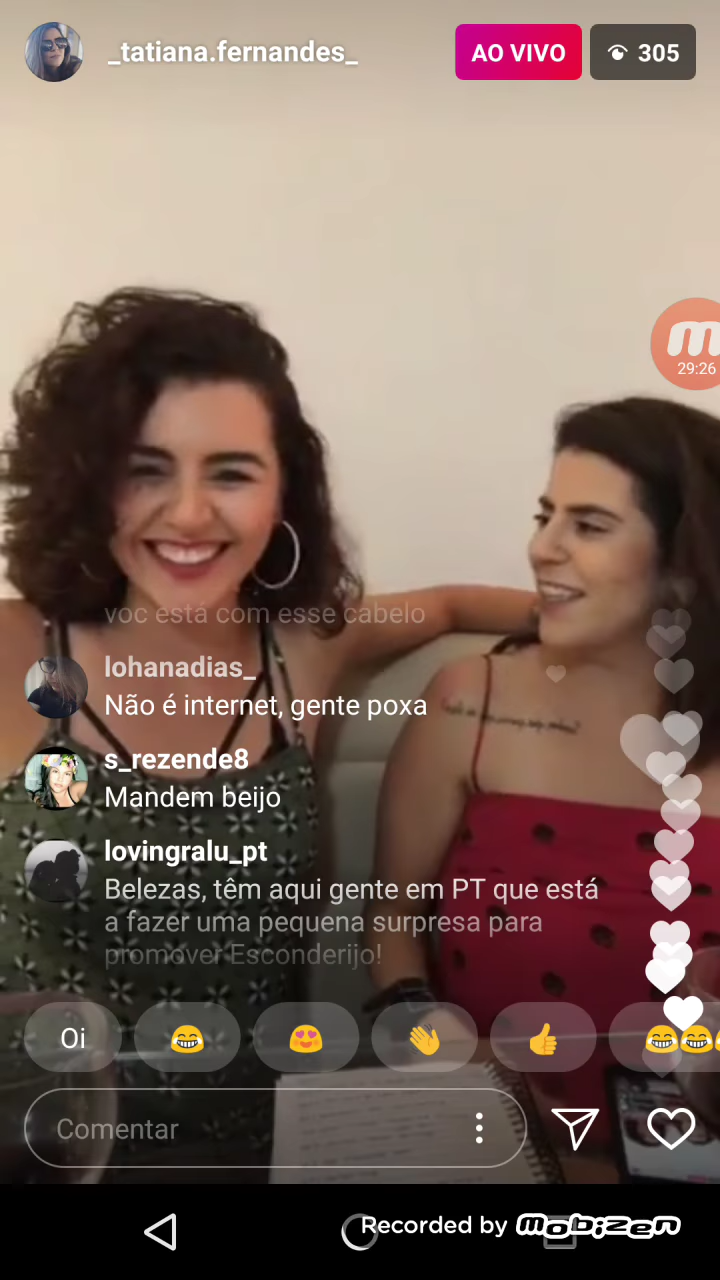 _tatiana.fernandes_
AO VIVO
305
29:26
voc está com esse cabelo
lohanadias_
Não é internet, gente poxa
s_rezende8
Mandem beijo
lovingralu_pt
Belezas, têm aqui gente em PT que está
a fazer uma pequena surpresa para
promover Esconderijo!
Oi
Comentar
Recorded by mobizen